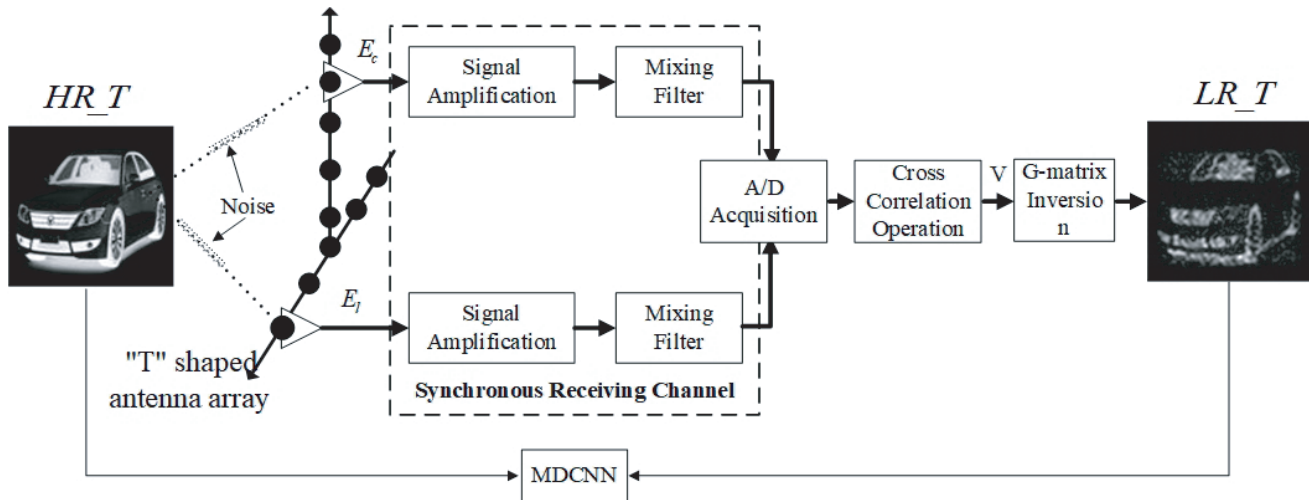 HR_T
Noise
"T" shaped
antenna array
E_c
E_l
Signal
Amplification
Mixing
Filter
Signal
Amplification
Mixing
Filter
Synchronous Receiving Channel
A/D
Acquisition
Cross
Correlation
Operation
V
G-matrix
Inversio
n
LR_T
MDCNN